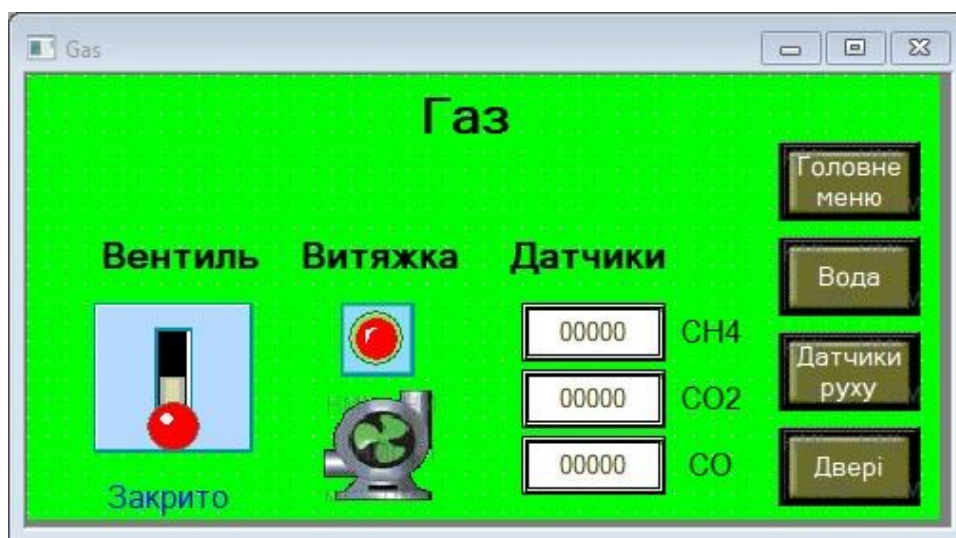 Gas
Газ
Головне
меню
Вентиль Витяжка Датчики
Вода
00000 CH4
Датчики
руху
00000 CO2
00000 CO
Двері
Закрито